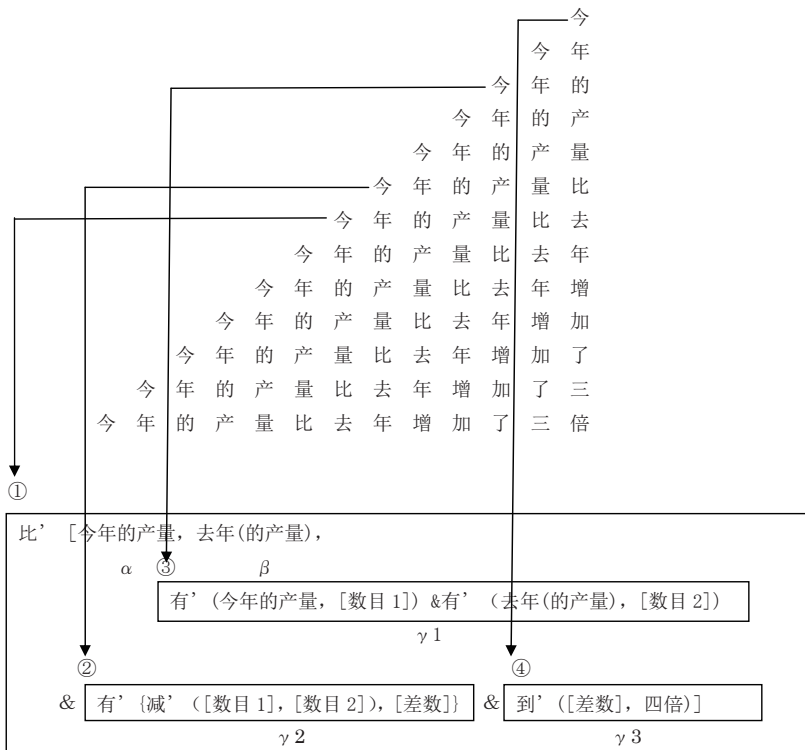 今
今 年
今 年 的
今 年 的 产
今 年 的 产 量
今 年 的 产 量 比
今 年 的 产 量 比 去
今 年 的 产 量 比 去 年
今 年 的 产 量 比 去 年 增
今 年 的 产 量 比 去 年 增 加
今 年 的 产 量 比 去 年 增 加 了
今 年 的 产 量 比 去 年 增 加 了 三
今 年 的 产 量 比 去 年 增 加 了 三 倍
①
比’ [今年的产量, 去年(的产量),
α ③ β
有’ (今年的产量, [数目 1]) &有’ (去年(的产量), [数目 2])
γ 1
② ④
& 有’ {减’ ([数目 1], [数目 2]), [差数]} & 到’ ([差数], 四倍)]
γ 2 γ 3